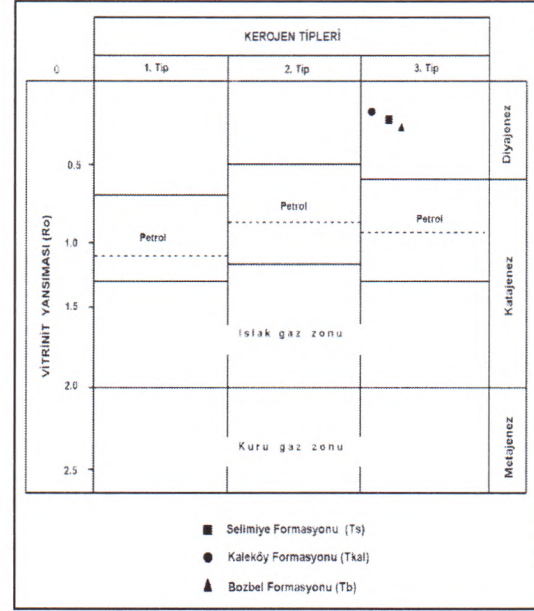 KEROJEN TİPLERİ
0 1. Tip 2. Tip 3. Tip
Diyajenez
0.5
Petrol
Petrol Petrol
1.0
VİTRİNİT YANSIMASI (Ro)
Katajenez
1.5
Islak gaz zonu
2.0
Kuru gaz zonu
Metajenez
2.5
Selimiye Formasyonu (Ts)
Kaleköy Formasyonu (Tkal)
Bozbel Formasyonu (Tb)